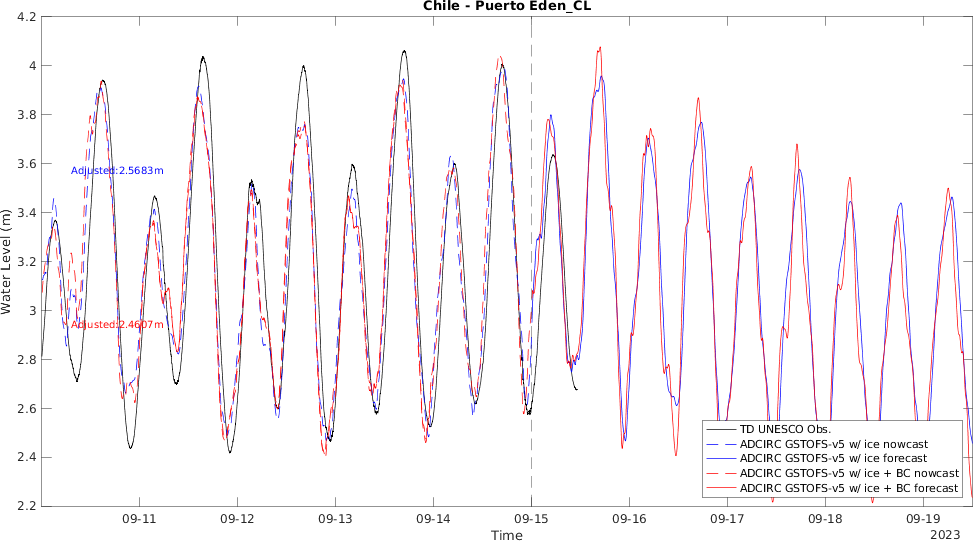 Chile - Puerto Eden_CL
Water Level (m)
4.2
4
3.8
3.6
3.4
3.2
3
2.8
2.6
2.4
2.2
Adjusted:2.5683m
Adjusted:2.4607m
TD UNESCO Obs.
ADCIRC GSTOFS-v5 w/ ice nowcast
ADCIRC GSTOFS-v5 w/ ice forecast
ADCIRC GSTOFS-v5 w/ ice + BC nowcast
ADCIRC GSTOFS-v5 w/ ice + BC forecast
09-11 09-12 09-13 09-14 09-15 09-16 09-17 09-18 09-19
Time
2023